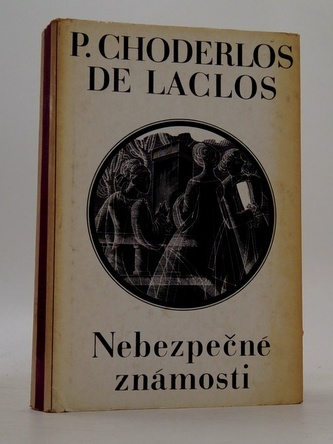 P. CHODERLOS
DE LACLOS
Nebezpečné
známosti